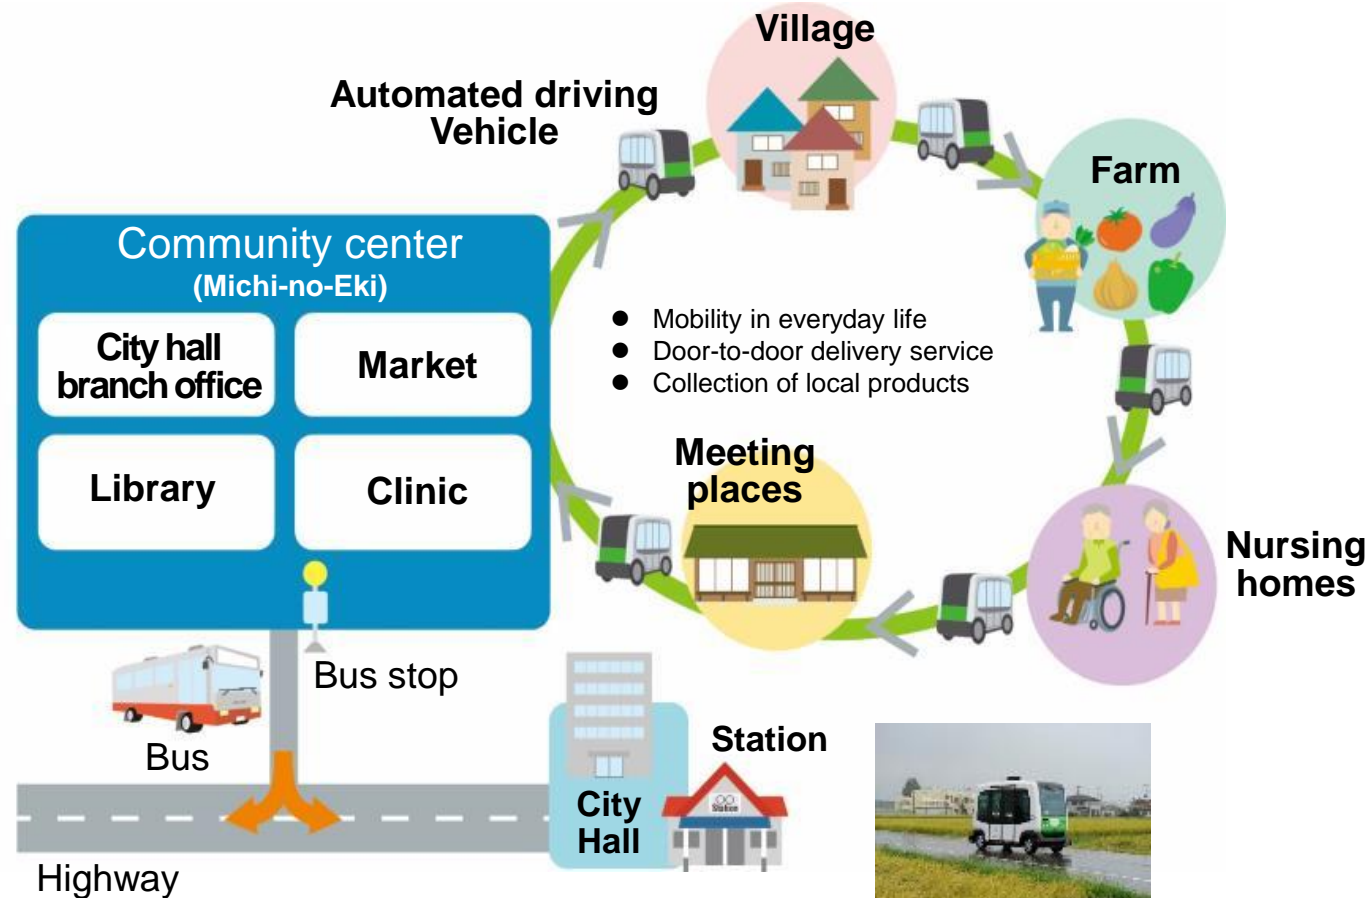 Village
Automated driving
Vehicle
Farm
Community center
(Michi-no-Eki)
City hall
branch office
Market
Library
Clinic
● Mobility in everyday life
● Door-to-door delivery service
● Collection of local products
Meeting
places
Nursing
homes
Bus stop
Bus
Station
Station
City
Hall
Highway